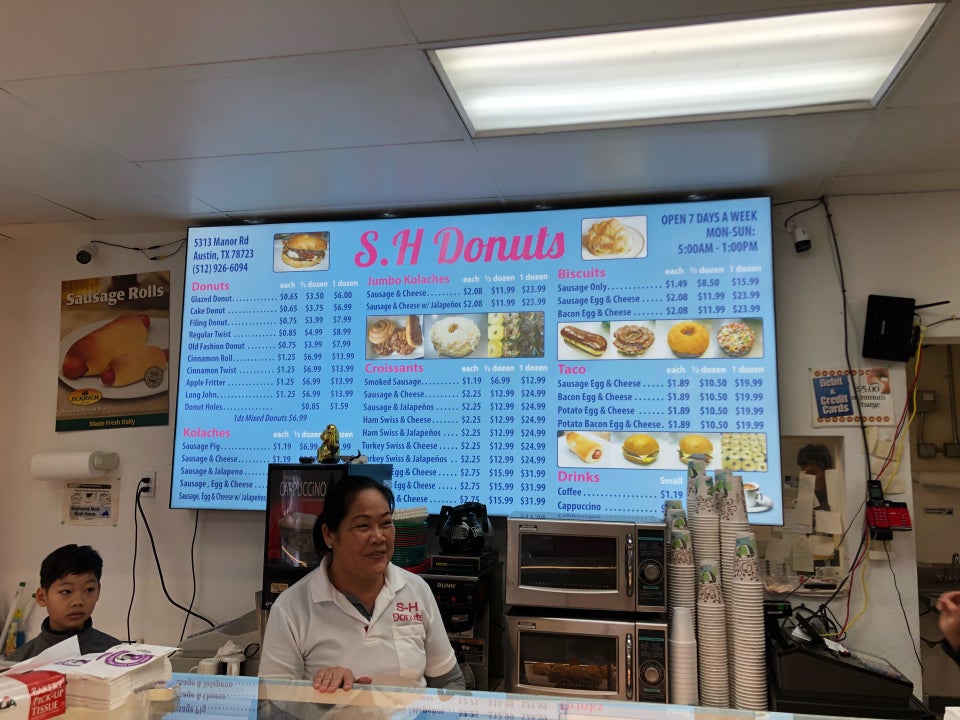 5313 Manor Rd
Austin, TX 78723
(512) 926-6094
S.H Donuts
OPEN 7 DAYS A WEEK
MON-SUN:
5:00AM - 1:00PM
Donuts each ½ dozen 1 dozen
Glazed Donut $0.65 $3.50 $6.00
Cake Donut $0.65 $3.75 $6.99
Filing Donut $0.75 $3.99 $7.99
Regular Twist $0.85 $4.99 $8.99
Old Fashion Donut $0.75 $3.99 $7.99
Cinnamon Roll $1.25 $6.99 $13.99
Cinnamon Twist $1.25 $6.99 $13.99
Apple Fritter $1.25 $6.99 $13.99
Long John $1.25 $6.99 $13.99
Donut Holes $0.85 $1.59
1dz Mixed Donuts $6.99
Kolaches each ½ dozen 1 dozen
Sausage Pig $1.19 $6.99
Sausage & Cheese $1.19
Sausage & Jalapeno
Sausage, Egg & Cheese
Sausage, Egg & Cheese w/ Jalapeños
Jumbo Kolaches each ½ dozen 1 dozen
Sausage & Cheese $2.08 $11.99 $23.99
Sausage & Cheese w/ Jalapeños $2.08 $11.99 $23.99
Croissants each ½ dozen 1 dozen
Smoked Sausage $1.19 $6.99 $12.99
Sausage & Cheese $2.25 $12.99 $24.99
Sausage & Jalapeños $2.25 $12.99 $24.99
Ham Swiss & Cheese $2.25 $12.99 $24.99
Ham Swiss & Jalapeños $2.25 $12.99 $24.99
Turkey Swiss & Cheese $2.25 $12.99 $24.99
Turkey Swiss & Jalapeños $2.25 $12.99 $24.99
Egg & Cheese $2.75 $15.99 $31.99
Egg & Cheese $2.75 $15.99 $31.99
Egg & Cheese $2.75 $15.99 $31.99
Biscuits each ½ dozen 1 dozen
Sausage Only $1.49 $8.50 $15.99
Sausage Egg & Cheese $2.08 $11.99 $23.99
Bacon Egg & Cheese $2.08 $11.99 $23.99
Taco each ½ dozen 1 dozen
Sausage Egg & Cheese $1.89 $10.50 $19.99
Bacon Egg & Cheese $1.89 $10.50 $19.99
Potato Egg & Cheese $1.89 $10.50 $19.99
Potato Bacon Egg & Cheese $1.89 $10.50 $19.99
Drinks Small
Coffee $1.19
Cappuccino
Sausage Rolls
ECKRICH
Made Fresh Daily
Employees Must
Wash Hands
CAPPUCCINO
S-H
Donuts
BUNN
Debit &
Credit
Cards
$5.00
minimum
charge
PICK-UP
TISSUE